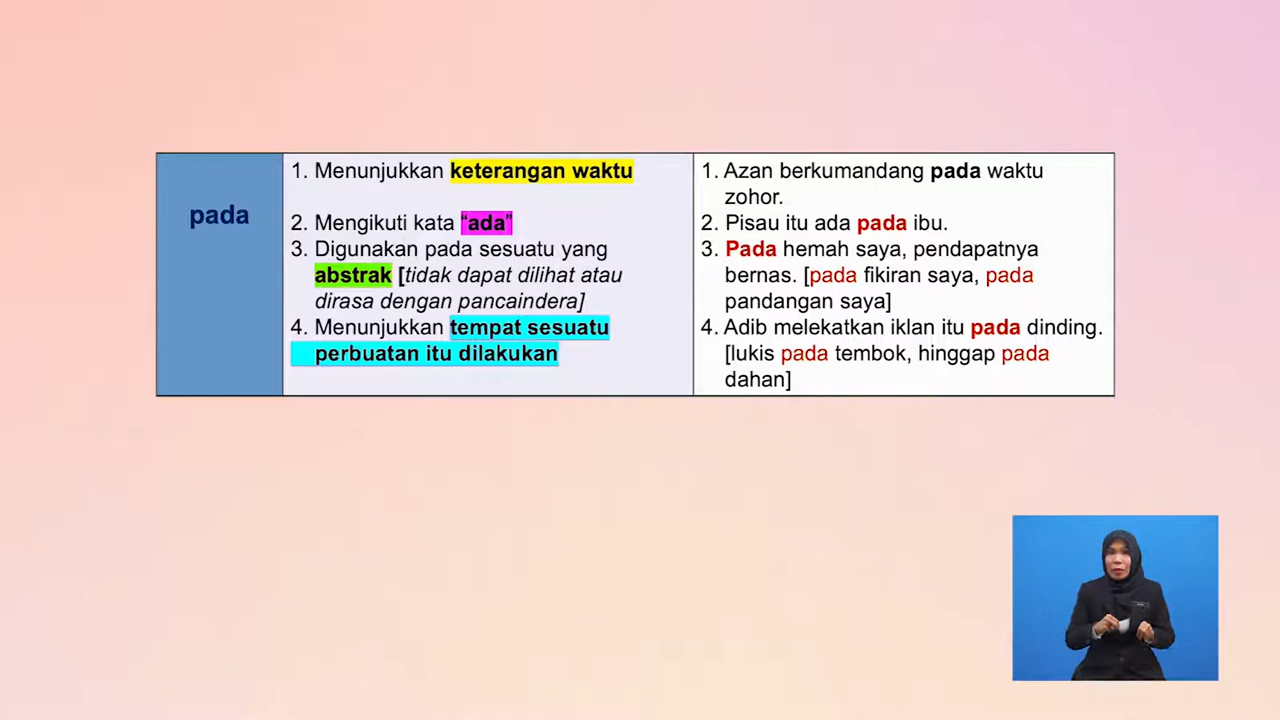 pada
1. Menunjukkan keterangan waktu
2. Mengikuti kata “ada”
3. Digunakan pada sesuatu yang
abstrak [tidak dapat dilihat atau
dirasa dengan pancaindera]
4. Menunjukkan tempat sesuatu
perbuatan itu dilakukan
1. Azan berkumandang pada waktu
zohor.
2. Pisau itu ada pada ibu.
3. Pada hemah saya, pendapatnya
bernas. [pada fikiran saya, pada
pandangan saya]
4. Adib melekatkan iklan itu pada dinding.
[lukis pada tembok, hinggap pada
dahan]